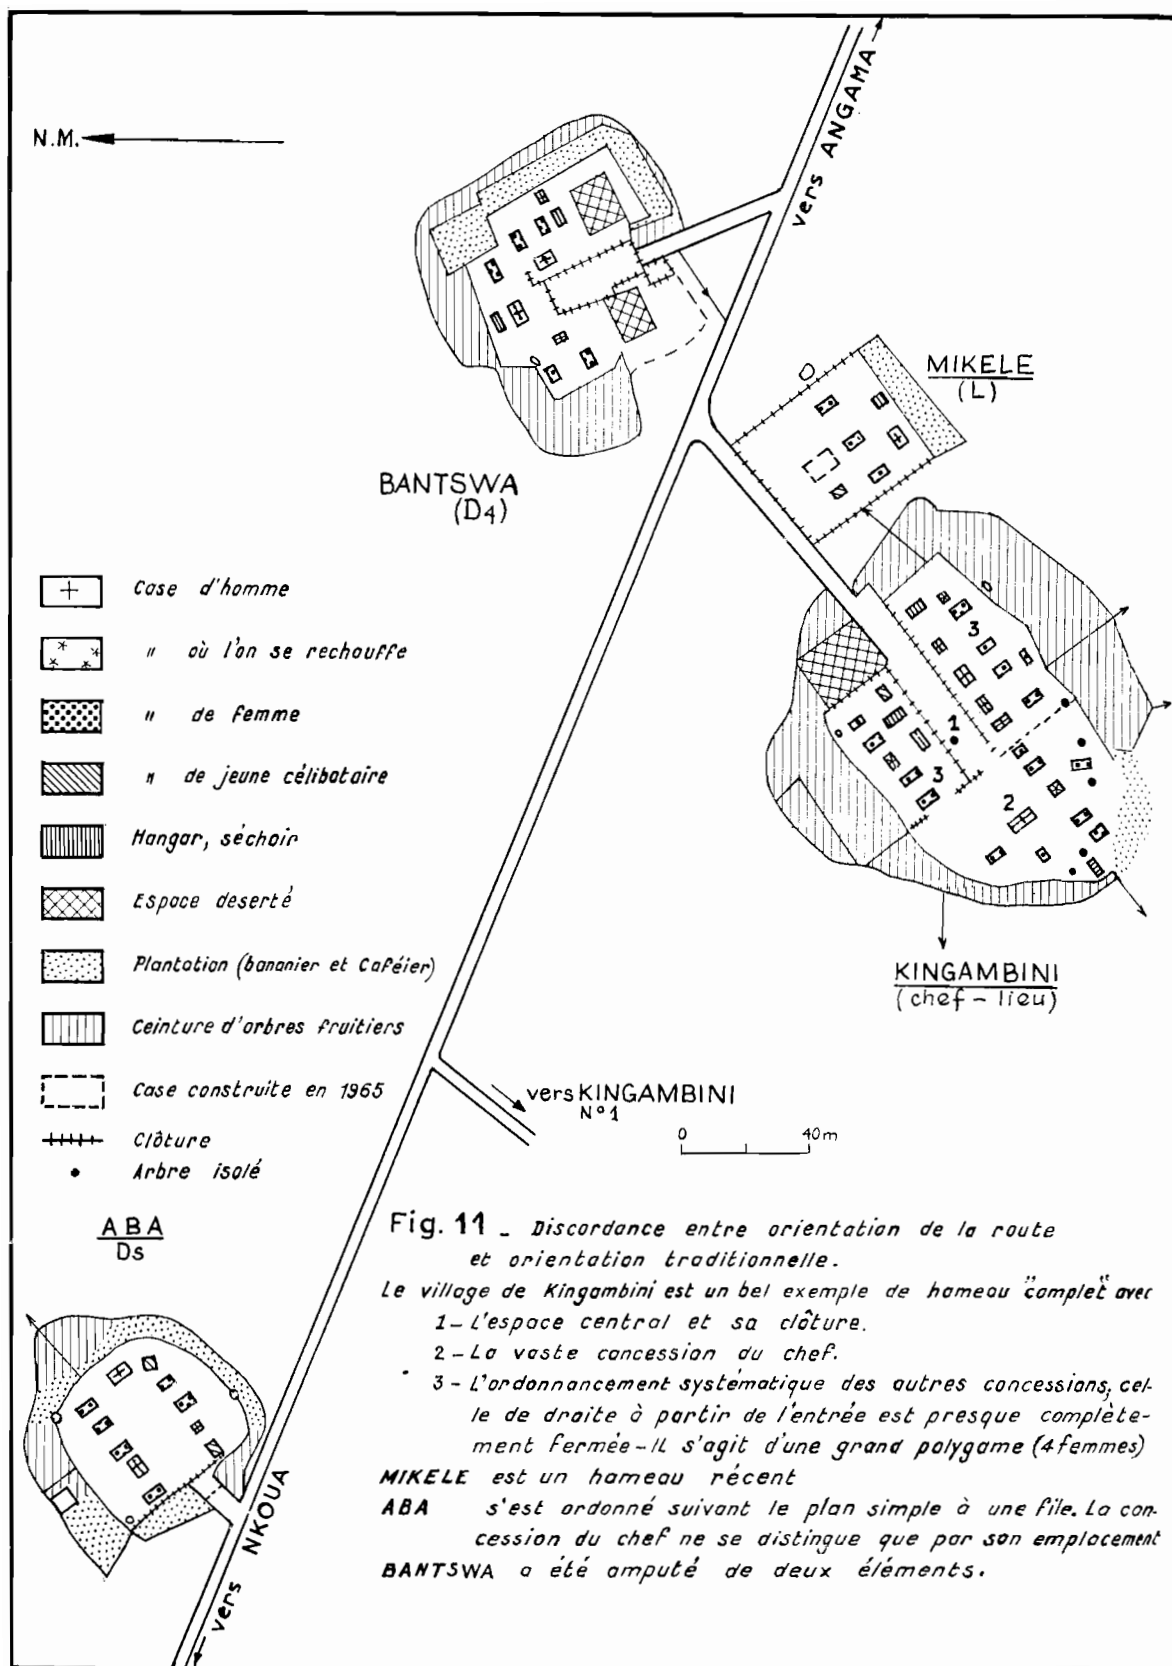 N.M.
vers ANGAMA
MIKELE
(L)
BANTSWA
(D4)
Case d'homme
" où l'on se rechouffe
" de femme
" de jeune célibataire
Hangar, séchoir
Espace deserté
Plantation (bananier et Caféier)
Ceinture d'arbres fruitiers
Case construite en 1965
Clôture
Arbre isolé
3
1
3
2
KINGAMBINI
(chef-lieu)
vers KINGAMBINI
N°1
0 40m
ABA
Ds
vers NKOUA
Fig. 11 _ Discordance entre orientation de la route
et orientation traditionnelle.
Le village de Kingambini est un bel exemple de hameau "complet" avec
1- L'espace central et sa clôture.
2- La vaste concession du chef.
3- L'ordonnancement systématique des autres concessions, cel-
le de droite à partir de l'entrée est presque complète-
ment fermée-IL s'agit d'une grand polygame (4 femmes)
MIKELE est un hameau récent
ABA s'est ordonné suivant le plan simple à une file. La con-
cession du chef ne se distingue que par son emplacement
BANTSWA a été amputé de deux éléments.